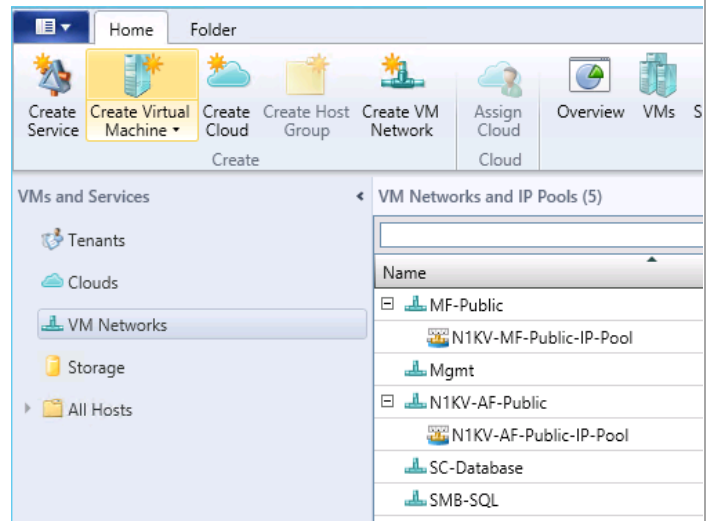 Home Folder
Create Service
Create Virtual Machine
Create Cloud
Create Host Group
Create VM Network
Assign Cloud
Overview
VMs
S
Create
Cloud
VMs and Services
Tenants
Clouds
VM Networks
Storage
All Hosts
VM Networks and IP Pools (5)
Name
MF-Public
N1KV-MF-Public-IP-Pool
Mgmt
N1KV-AF-Public
N1KV-AF-Public-IP-Pool
SC-Database
SMB-SQL